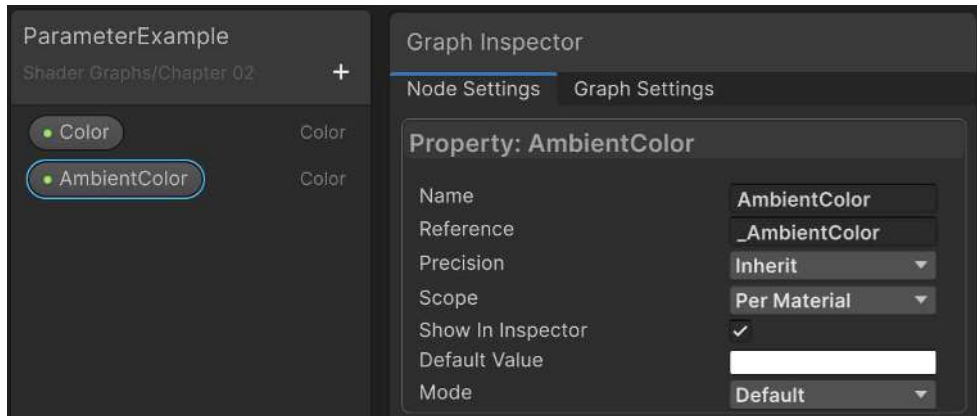 ParameterExample
Shader Graphs/Chapter 02
+
Color Color
AmbientColor Color
Graph Inspector
Node Settings Graph Settings
Property: AmbientColor
Name AmbientColor
Reference _AmbientColor
Precision Inherit
Scope Per Material
Show In Inspector
Default Value
Mode Default